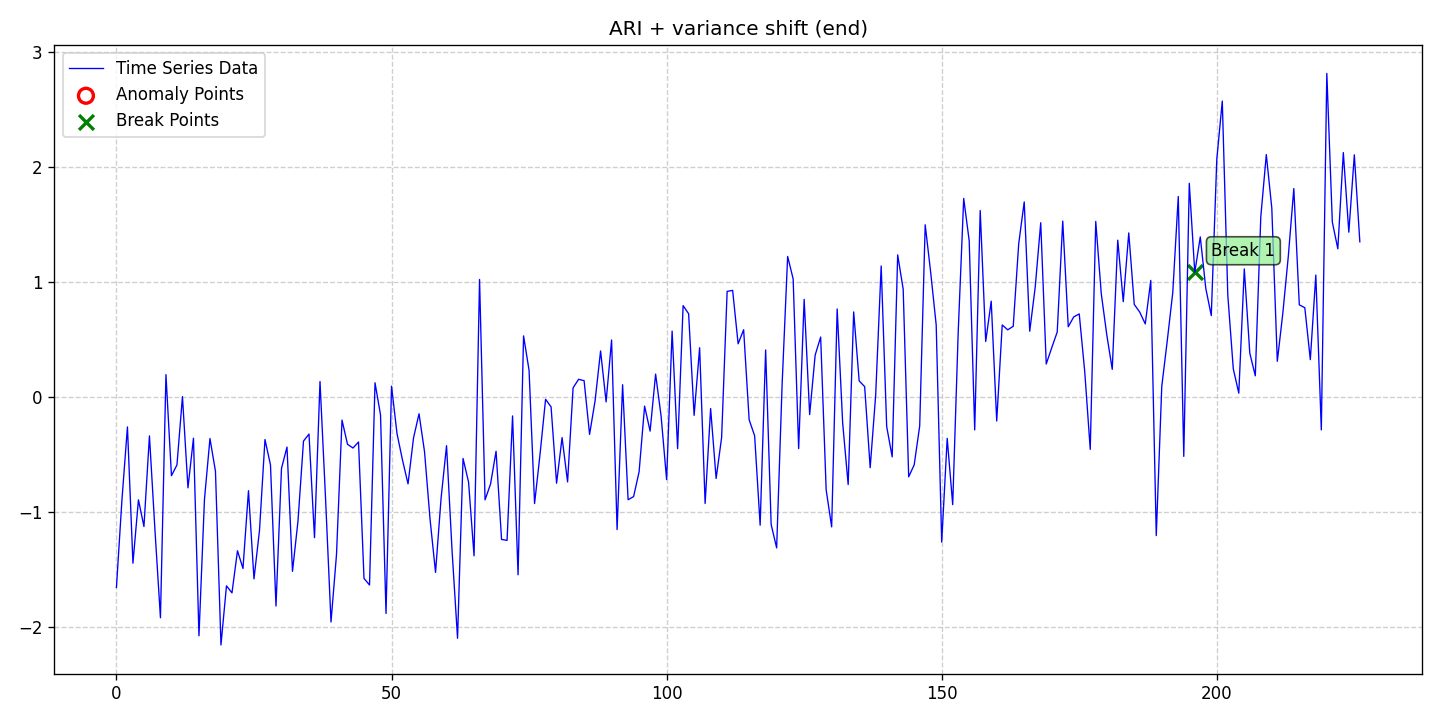 ARI + variance shift (end)
Time Series Data
Anomaly Points
Break Points
Break 1
3
2
1
0
−1
−2
0
50
100
150
200